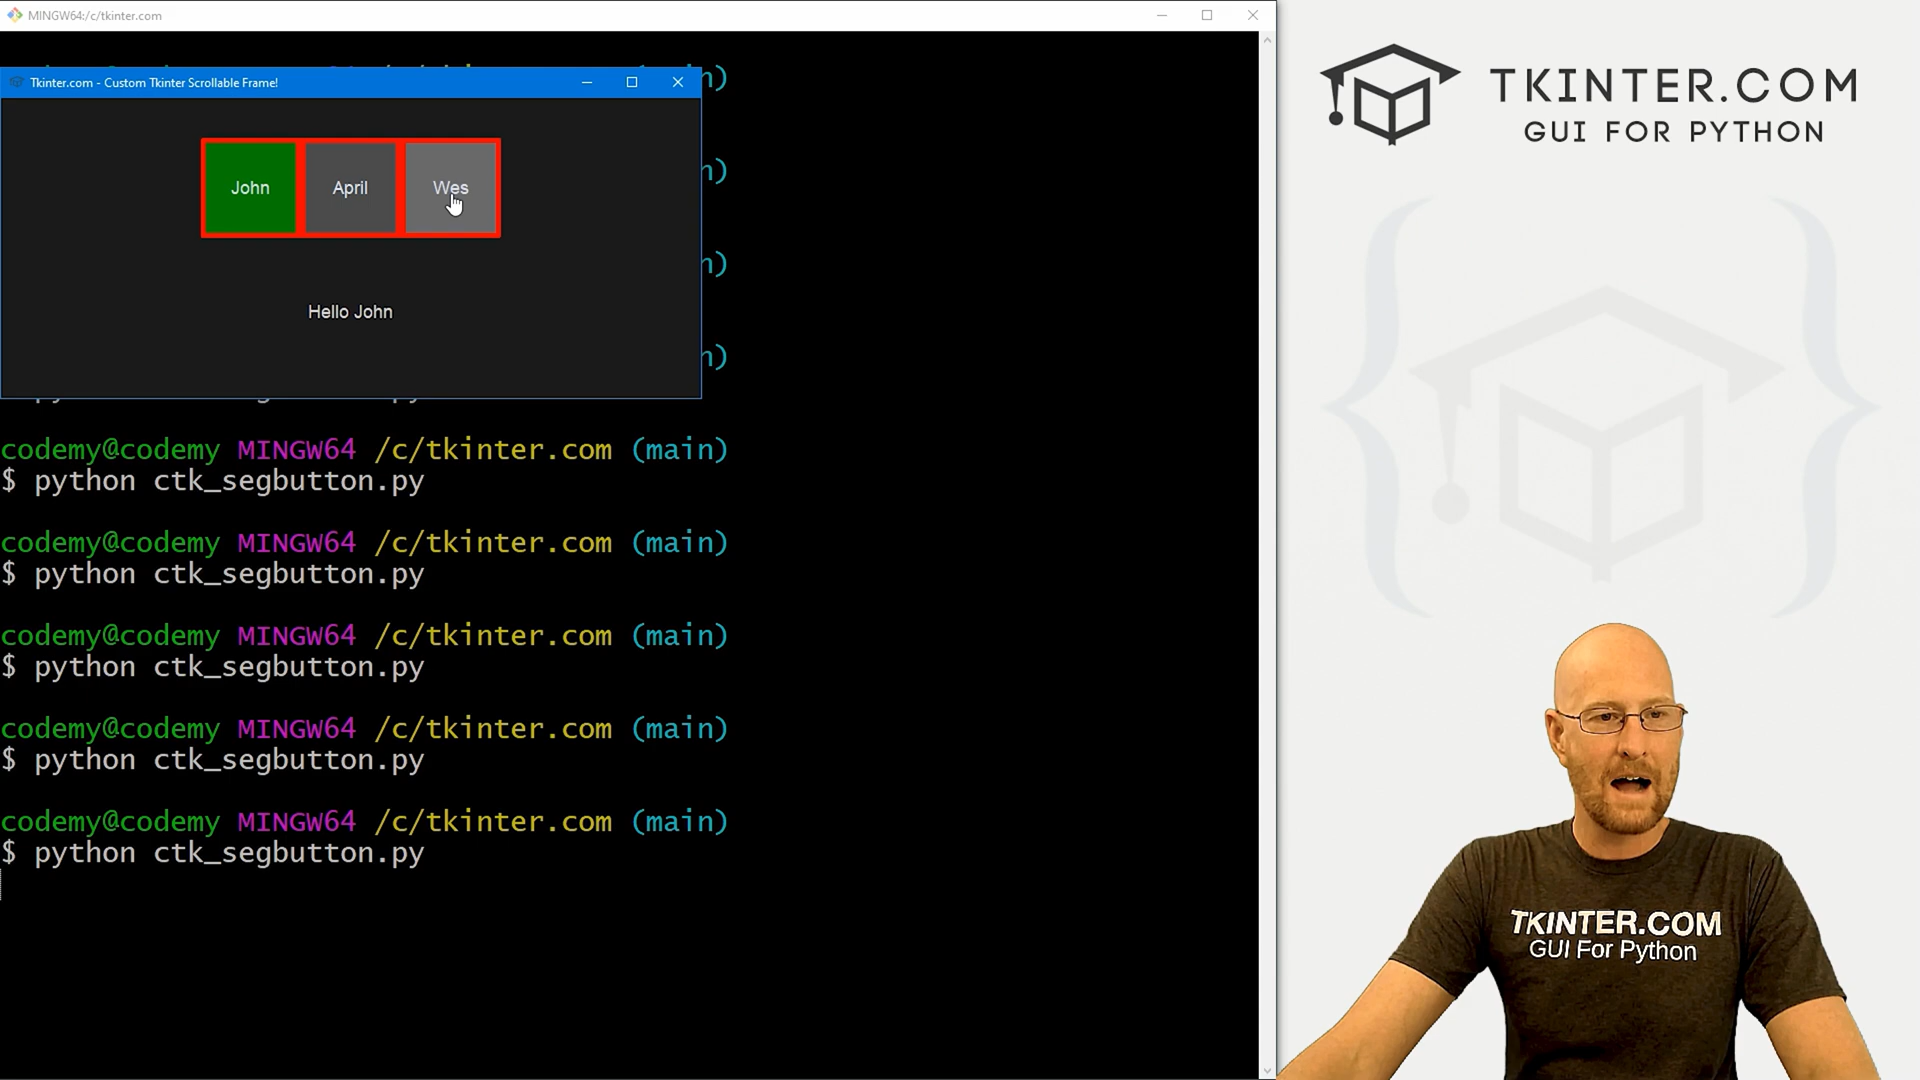 MINGW64:/c/tkinter.com
Tkinter.com - Custom Tkinter Scrollable Frame!
n)
n)
n)
n)
John
April
Wes
Hello John
codemy@codemy MINGW64 /c/tkinter.com (main)
$ python ctk_segbutton.py
codemy@codemy MINGW64 /c/tkinter.com (main)
$ python ctk_segbutton.py
codemy@codemy MINGW64 /c/tkinter.com (main)
$ python ctk_segbutton.py
codemy@codemy MINGW64 /c/tkinter.com (main)
$ python ctk_segbutton.py
codemy@codemy MINGW64 /c/tkinter.com (main)
$ python ctk_segbutton.py
TKINTER.COM
GUI FOR PYTHON
TKINTER.COM
GUI For Python